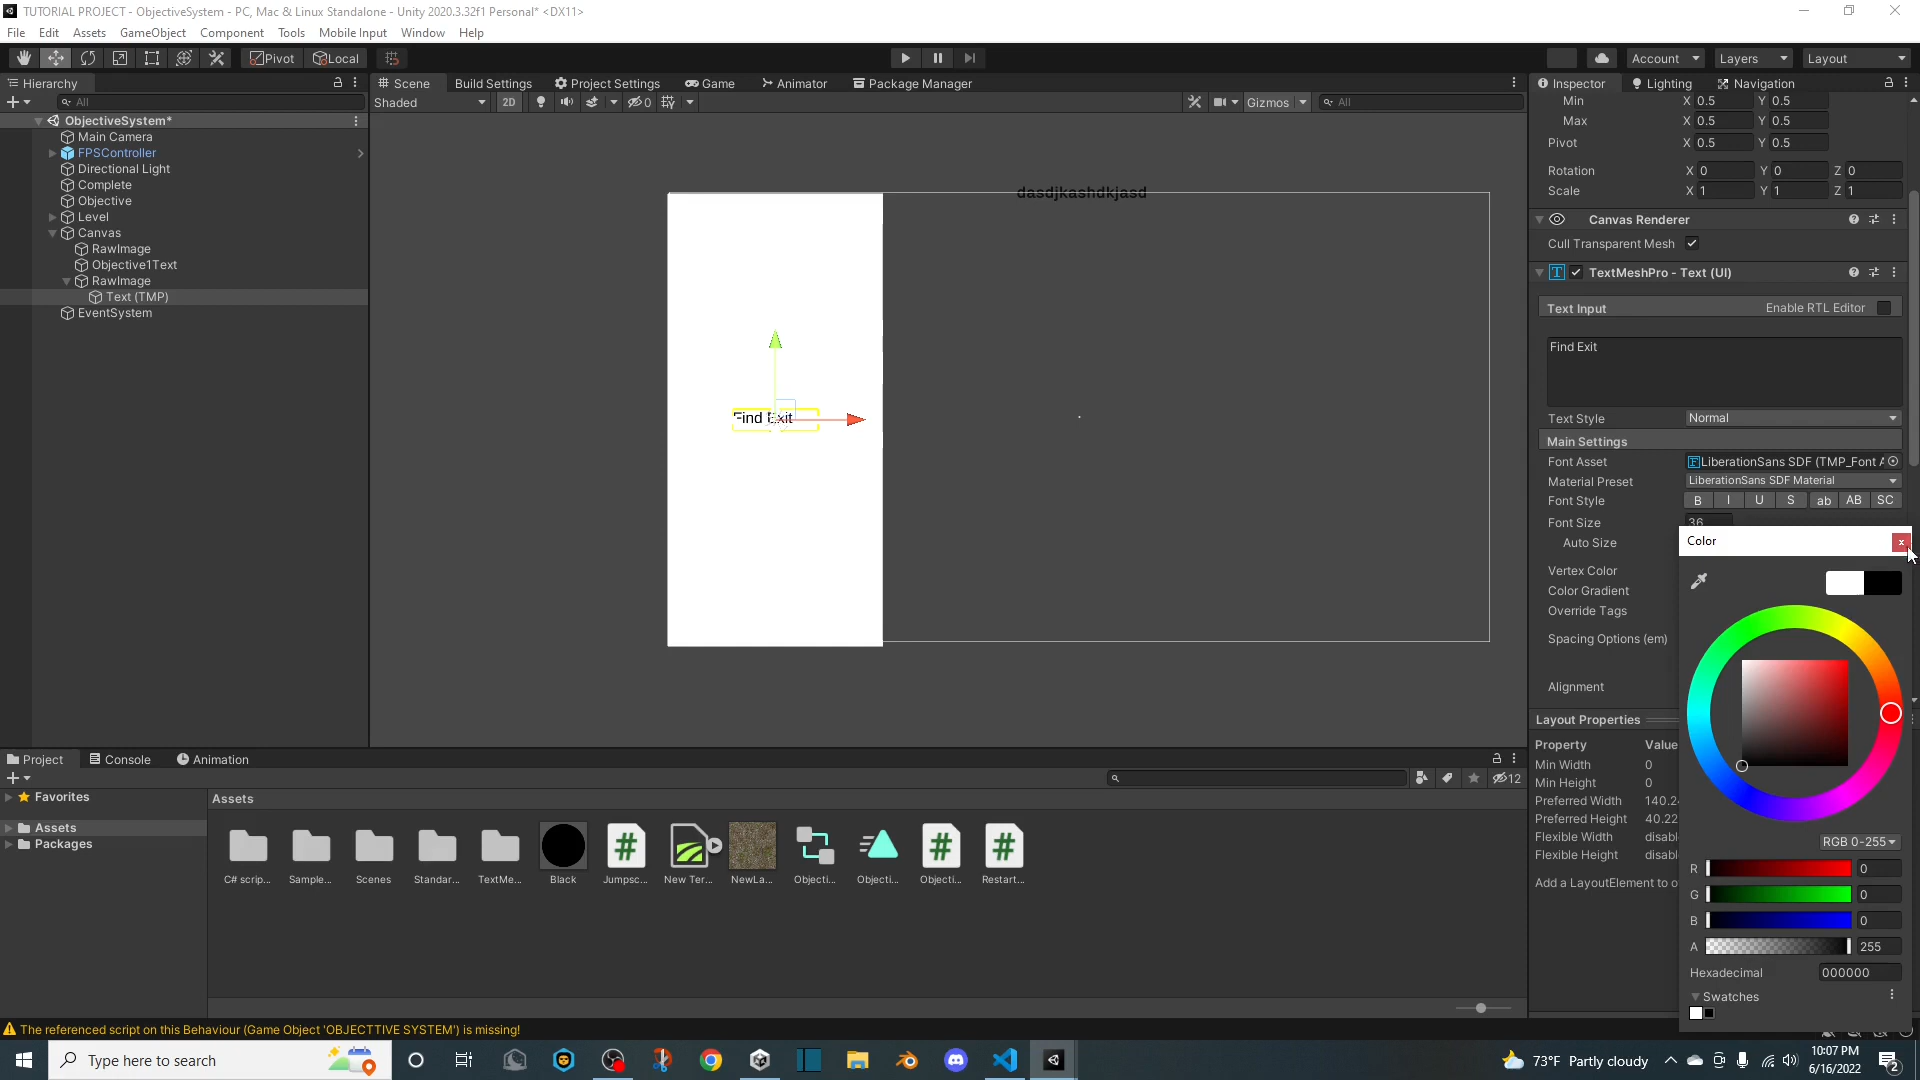 TUTORIAL PROJECT - ObjectiveSystem - PC, Mac & Linux Standalone - Unity 2020.3.32f1 Personal* <DX11>
File Edit Assets GameObject Component Tools Mobile Input Window Help
Pivot Local Account Layers Layout
Hierarchy
All
ObjectiveSystem*
Main Camera
FPSController
Directional Light
Complete
Objective
Level
Canvas
RawImage
Objective1Text
RawImage
Text (TMP)
EventSystem
Scene Build Settings Project Settings Game Animator Package Manager
Shaded 2D 0 Gizmos All
dasdjkashdkjasd
Find Exit
Inspector Lighting Navigation
Min X 0.5 Y 0.5
Max X 0.5 Y 0.5
Pivot X 0.5 Y 0.5
Rotation X 0 Y 0 Z 0
Scale X 1 Y 1 Z 1
Canvas Renderer
Cull Transparent Mesh
TextMeshPro - Text (UI)
Text Input Enable RTL Editor
Find Exit
Text Style Normal
Main Settings
Font Asset LiberationSans SDF (TMP_Font A
Material Preset LiberationSans SDF Material
Font Style B I U S ab AB SC
Font Size 36
Auto Size
Vertex Color
Color Gradient
Override Tags
Spacing Options (em)
Alignment
Layout Properties
Property Value
Min Width 0
Min Height 0
Preferred Width 140.2
Preferred Height 40.22
Flexible Width disabl
Flexible Height disabl
Add a LayoutElement to o
Color x
RGB 0-255
R 0
G 0
B 0
A 255
Hexadecimal 000000
Swatches
Project Console Animation
12
Favorites
Assets
Packages
Assets
C# scrip... Sample... Scenes Standar... TextMe... Black Jumpsc... New Ter... NewLa... Objecti... Objecti... Objecti... Restart...
The referenced script on this Behaviour (Game Object 'OBJECTTIVE SYSTEM') is missing!
Type here to search
73°F Partly cloudy
10:07 PM
6/16/2022
2